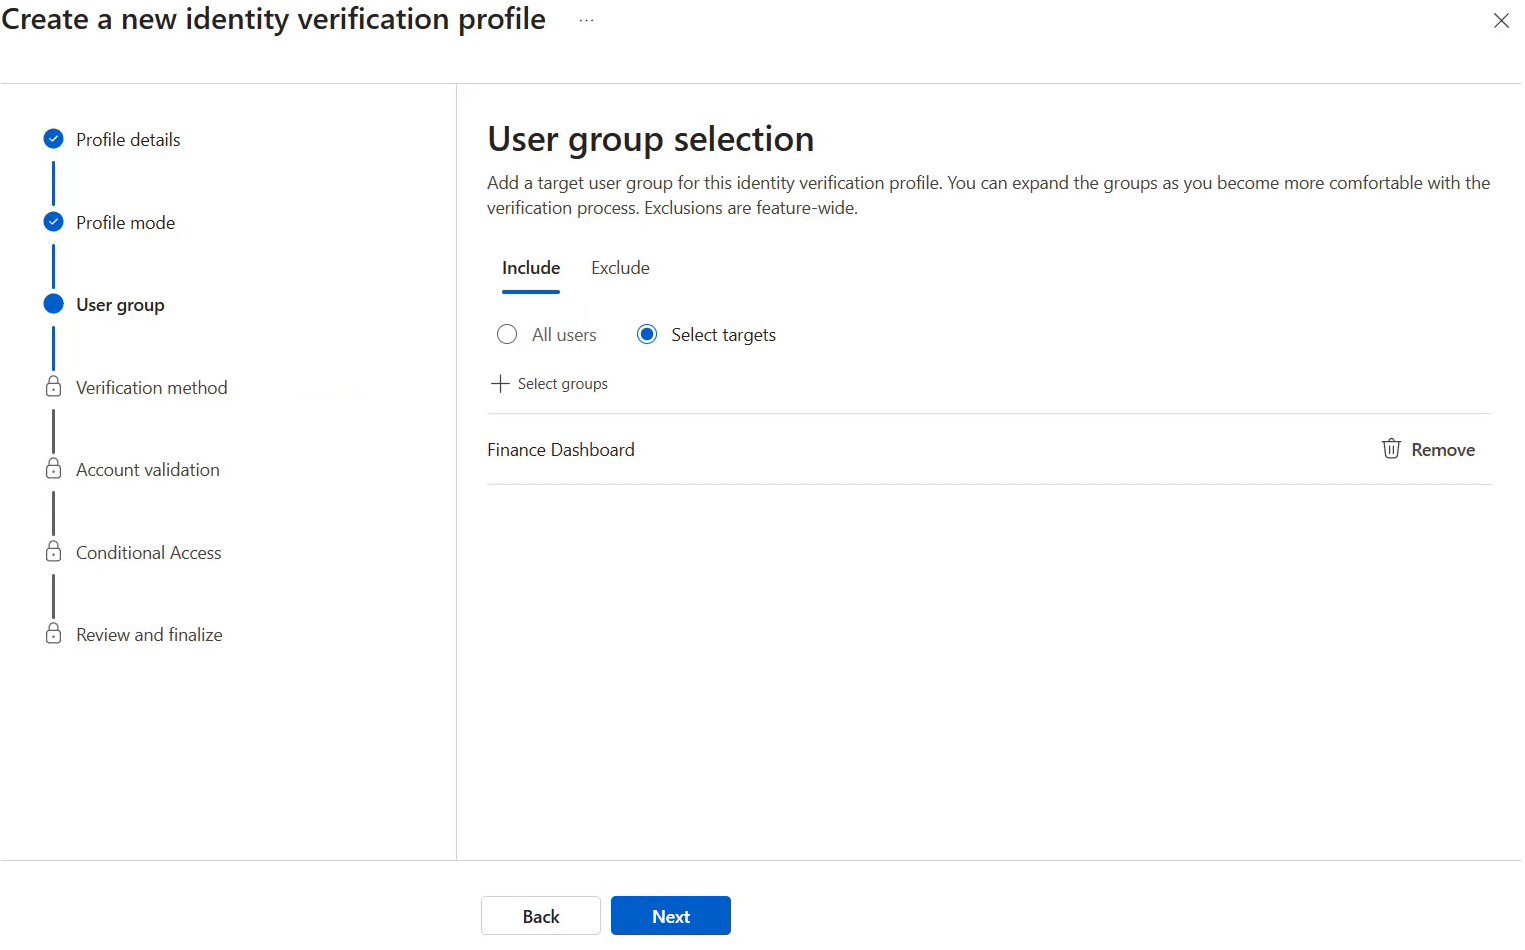 Create a new identity verification profile ...
Profile details
Profile mode
User group
Verification method
Account validation
Conditional Access
Review and finalize
User group selection
Add a target user group for this identity verification profile. You can expand the groups as you become more comfortable with the
verification process. Exclusions are feature-wide.
Include Exclude
All users Select targets
Select groups
Finance Dashboard Remove
Back Next